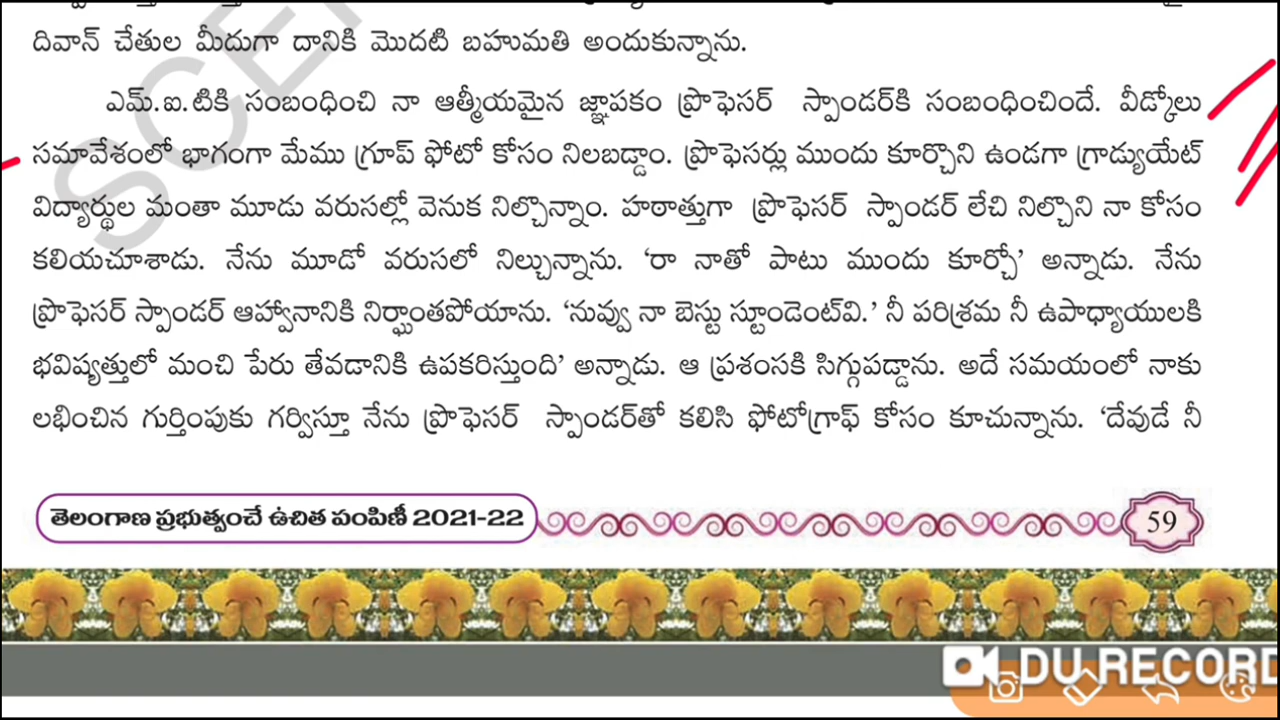 దివాన్ చేతుల మీదుగా దానికి మొదటి బహుమతి అందుకున్నాను.
ఎమ్.ఐ.టికి సంబంధించి నా ఆత్మీయమైన జ్ఞాపకం ప్రొఫెసర్ స్పాండర్‌కి సంబంధించిందే. వీడ్కోలు
సమావేశంలో భాగంగా మేము గ్రూప్ ఫోటో కోసం నిలబడ్డాం. ప్రొఫెసర్లు ముందు కూర్చొని ఉండగా గ్రాడ్యుయేట్
విద్యార్థుల మంతా మూడు వరుసల్లో వెనుక నిల్చొన్నాం. హఠాత్తుగా ప్రొఫెసర్ స్పాండర్ లేచి నిల్చొని నా కోసం
కలియచూశాడు. నేను మూడో వరుసలో నిల్చున్నాను. ‘రా నాతో పాటు ముందు కూర్చో’ అన్నాడు. నేను
ప్రొఫెసర్ స్పాండర్ ఆహ్వానానికి నిర్ఘాంతపోయాను. ‘నువ్వు నా బెస్టు స్టూండెంట్‌వి.’ నీ పరిశ్రమ నీ ఉపాధ్యాయులకి
భవిష్యత్తులో మంచి పేరు తేవడానికి ఉపకరిస్తుంది’ అన్నాడు. ఆ ప్రశంసకి సిగ్గుపడ్డాను. అదే సమయంలో నాకు
లభించిన గుర్తింపుకు గర్విస్తూ నేను ప్రొఫెసర్ స్పాండర్‌తో కలిసి ఫోటోగ్రాఫ్ కోసం కూచున్నాను. ‘దేవుడే నీ
తెలంగాణ ప్రభుత్వంచే ఉచిత పంపిణీ 2021-22
59
DU RECORD